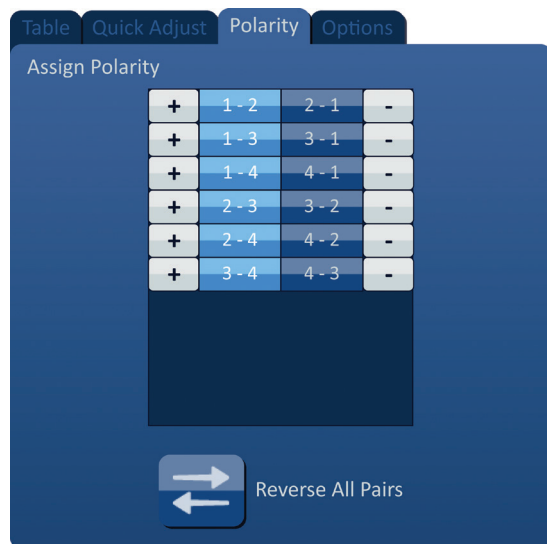 Table Quick Adjust Polarity Options
Assign Polarity
+ 1 - 2 2 - 1 -
+ 1 - 3 3 - 1 -
+ 1 - 4 4 - 1 -
+ 2 - 3 3 - 2 -
+ 2 - 4 4 - 2 -
+ 3 - 4 4 - 3 -
Reverse All Pairs